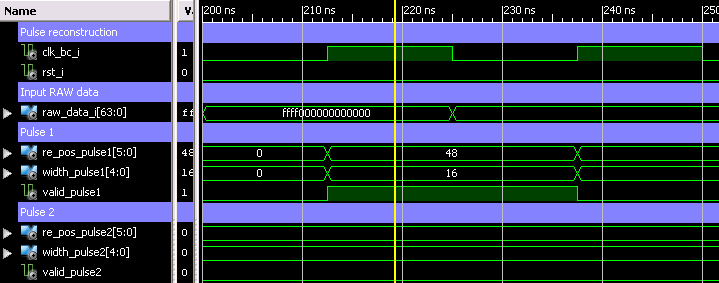 Name V. 200 ns 210 ns 220 ns 230 ns 240 ns 250
Pulse reconstruction
clk_bc_i 1
rst_i 0
Input RAW data
raw_data_i[63:0] ff ffff000000000000
Pulse 1
re_pos_pulse1[5:0] 48 0 48
width_pulse1[4:0] 16 0 16
valid_pulse1 1
Pulse 2
re_pos_pulse2[5:0] 0
width_pulse2[4:0] 0
valid_pulse2 0